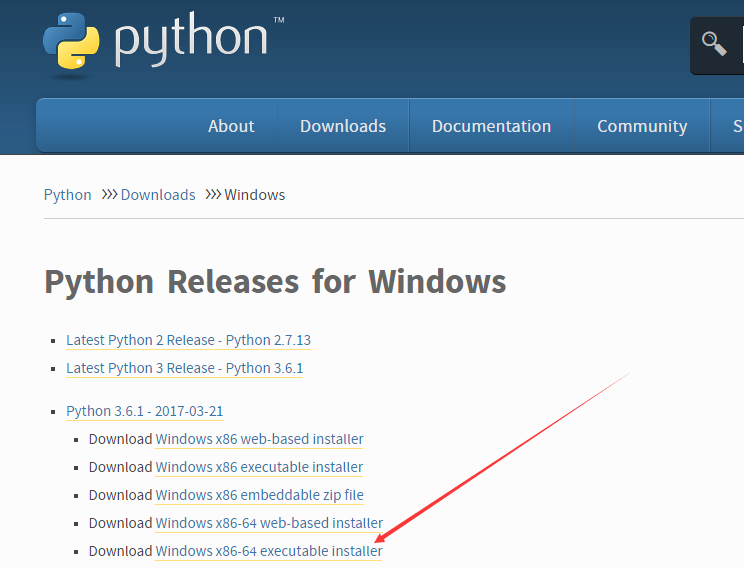 python™
About Downloads Documentation Community S
Python >>> Downloads >>> Windows
Python Releases for Windows
Latest Python 2 Release - Python 2.7.13
Latest Python 3 Release - Python 3.6.1
Python 3.6.1 - 2017-03-21
Download Windows x86 web-based installer
Download Windows x86 executable installer
Download Windows x86 embeddable zip file
Download Windows x86-64 web-based installer
Download Windows x86-64 executable installer